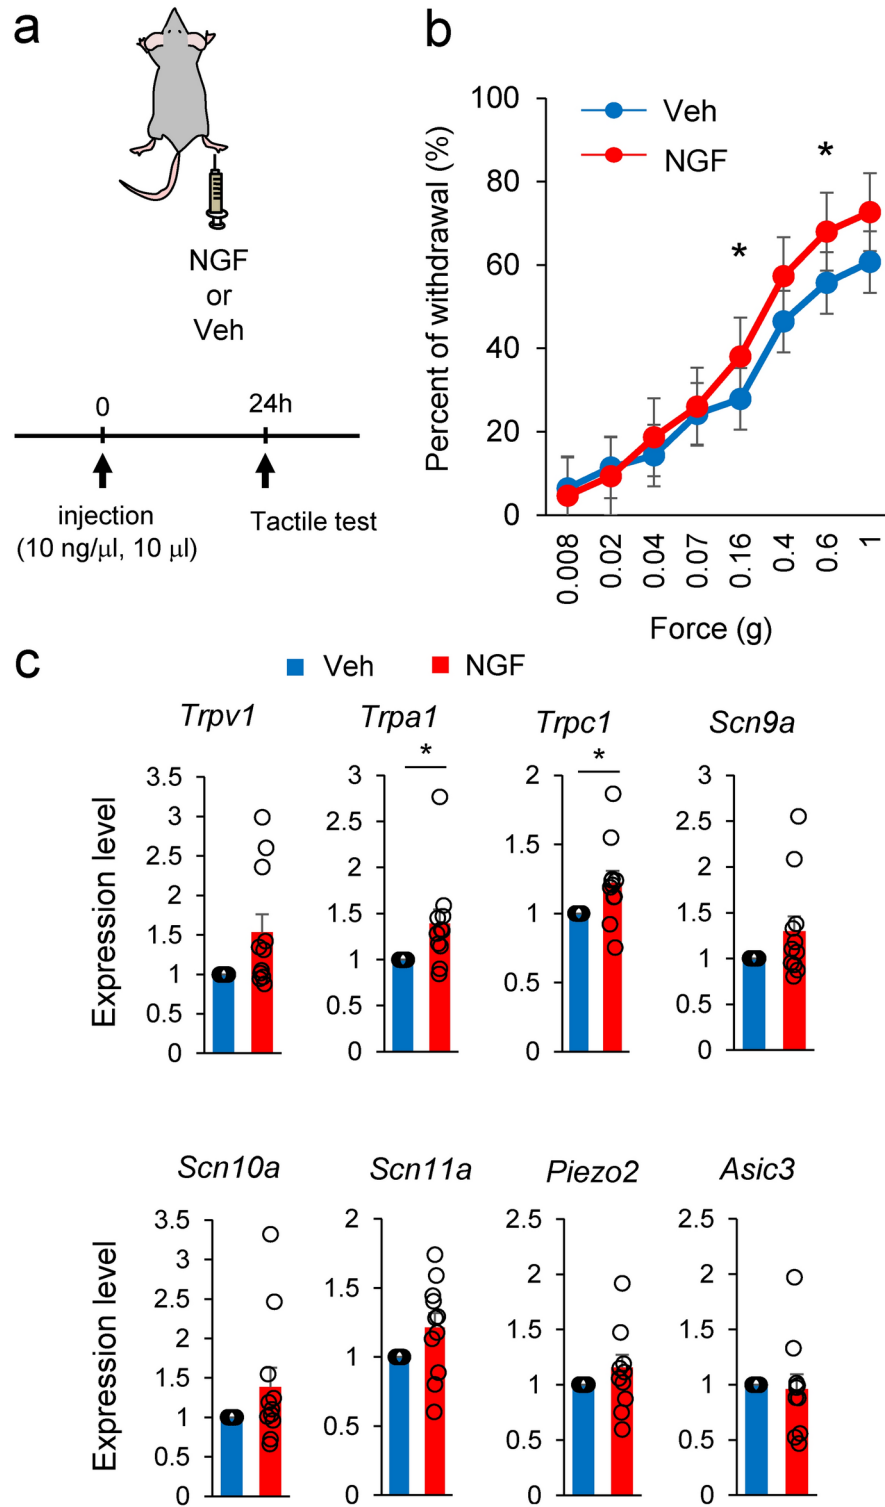 a
NGF
or
Veh
0
24h
injection
(10 ng/μl, 10 μl)
Tactile test
b
Percent of withdrawal (%)
100
80
60
40
20
0
Veh
NGF
*
*
0.008
0.02
0.04
0.07
0.16
0.4
0.6
1
Force (g)
c
Veh
NGF
Trpv1
Trpa1
Trpc1
Scn9a
Expression level
3.5
3
2.5
2
1.5
1
0.5
0
*
3
2.5
2
1.5
1
0.5
0
*
2
1.5
1
0.5
0
3
2.5
2
1.5
1
0.5
0
Scn10a
Scn11a
Piezo2
Asic3
Expression level
3.5
3
2.5
2
1.5
1
0.5
0
2
1.5
1
0.5
0
2.5
2
1.5
1
0.5
0
2.5
2
1.5
1
0.5
0